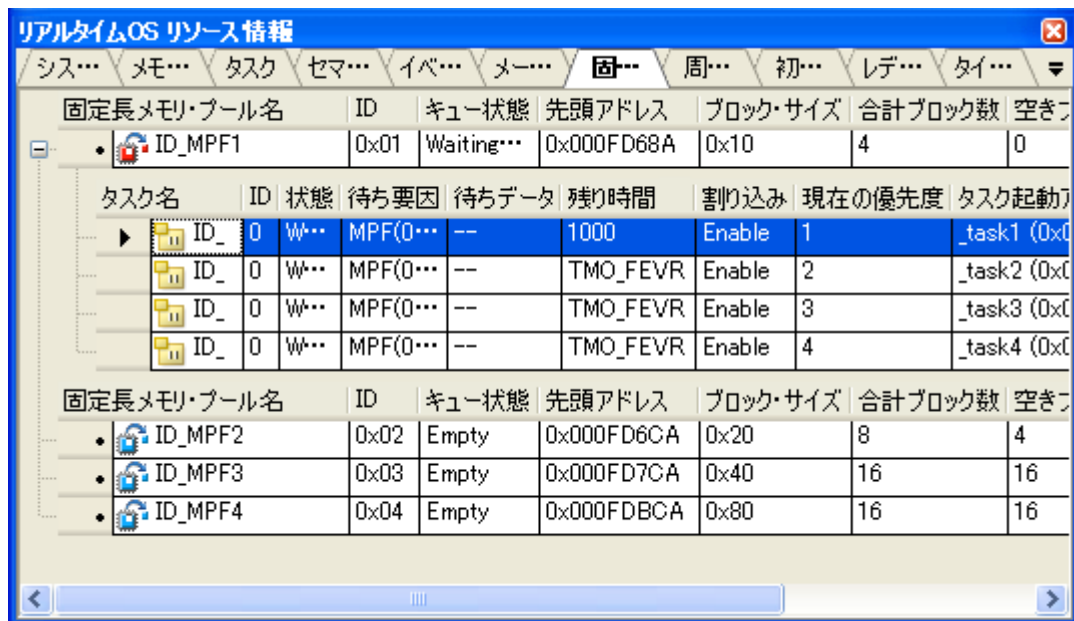 リアルタイムOS リソース情報
シス… メモ… タスク セマ… イベ… メー… 固… 周… 初… レデ… タイ…
固定長メモリ・プール名 ID キュー状態 先頭アドレス ブロック・サイズ 合計ブロック数 空き
ID_MPF1 0x01 Waiting… 0x000FD68A 0x10 4 0
タスク名 ID 状態 待ち要因 待ちデータ 残り時間 割り込み 現在の優先度 タスク起動
ID_ 0 W… MPF(0… -- 1000 Enable 1 _task1 (0x0
ID_ 0 W… MPF(0… -- TMO_FEVR Enable 2 _task2 (0x0
ID_ 0 W… MPF(0… -- TMO_FEVR Enable 3 _task3 (0x0
ID_ 0 W… MPF(0… -- TMO_FEVR Enable 4 _task4 (0x0
固定長メモリ・プール名 ID キュー状態 先頭アドレス ブロック・サイズ 合計ブロック数 空き
ID_MPF2 0x02 Empty 0x000FD6CA 0x20 8 4
ID_MPF3 0x03 Empty 0x000FD7CA 0x40 16 16
ID_MPF4 0x04 Empty 0x000FDBCA 0x80 16 16